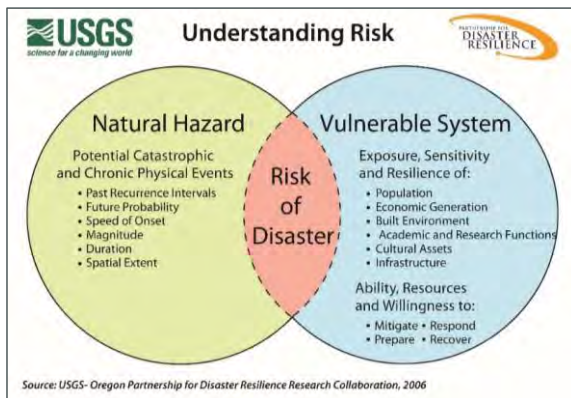 USGS
science for a changing world
Understanding Risk
PARTNERSHIP FOR
DISASTER
RESILIENCE
Natural Hazard
Potential Catastrophic
and Chronic Physical Events
• Past Recurrence Intervals
• Future Probability
• Speed of Onset
• Magnitude
• Duration
• Spatial Extent
Risk
of
Disaster
Vulnerable System
Exposure, Sensitivity
and Resilience of:
• Population
• Economic Generation
• Built Environment
• Academic and Research Functions
• Cultural Assets
• Infrastructure
Ability, Resources
and Willingness to:
• Mitigate • Respond
• Prepare • Recover
Source: USGS- Oregon Partnership for Disaster Resilience Research Collaboration, 2006